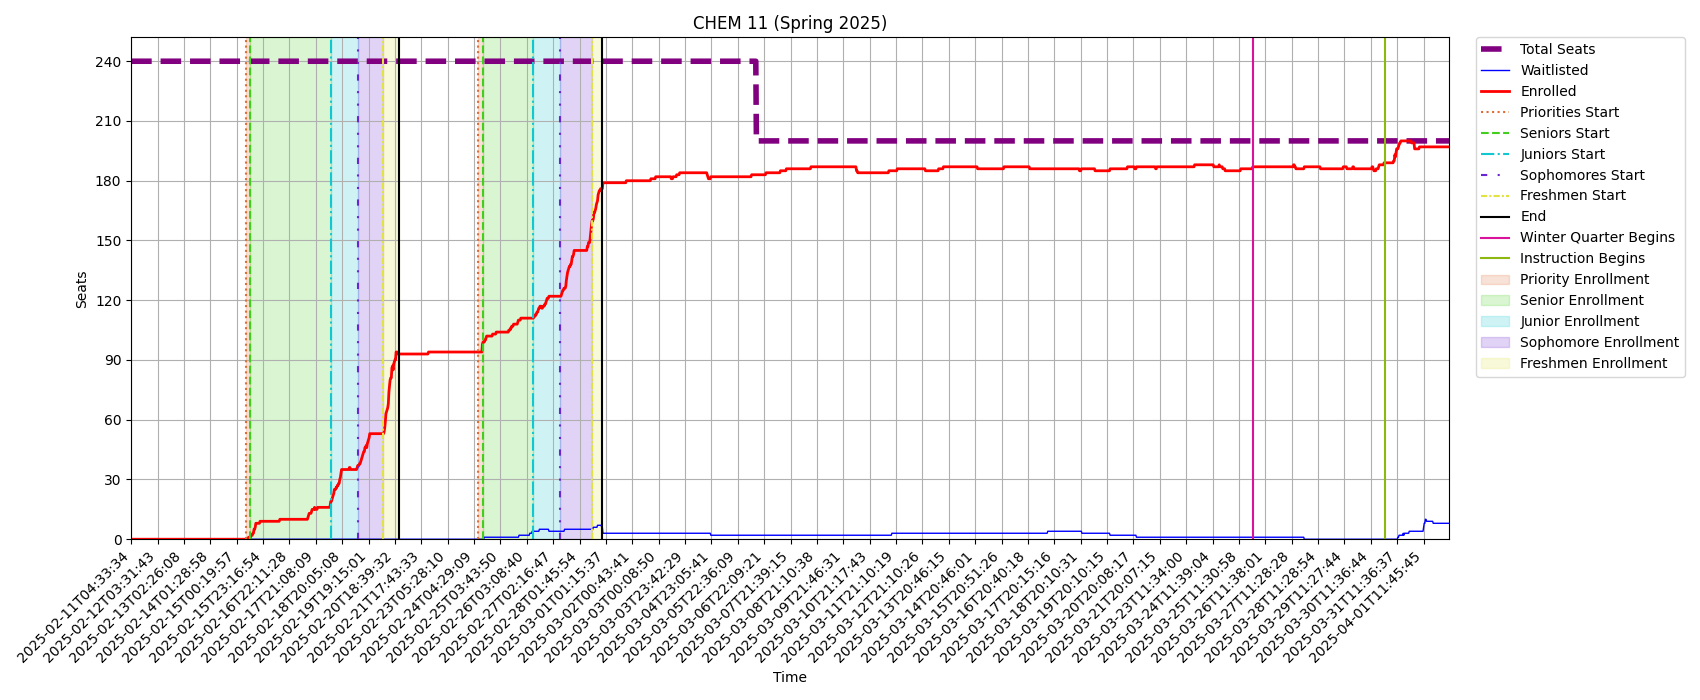 CHEM 11 (Spring 2025)
Seats
240
210
180
150
120
90
60
30
0
2025-02-11T04:33:34
2025-02-12T03:31:43
2025-02-13T02:26:08
2025-02-14T01:28:58
2025-02-15T00:19:57
2025-02-15T23:16:54
2025-02-16T22:11:28
2025-02-17T21:08:09
2025-02-18T20:05:08
2025-02-19T19:15:01
2025-02-20T18:39:32
2025-02-21T17:43:33
2025-02-23T05:28:10
2025-02-24T04:29:09
2025-02-25T03:43:50
2025-02-26T03:08:40
2025-02-27T02:16:47
2025-02-28T01:45:54
2025-03-01T01:15:37
2025-03-02T00:43:41
2025-03-03T00:08:50
2025-03-03T23:42:29
2025-03-04T23:05:41
2025-03-05T22:36:09
2025-03-06T22:09:21
2025-03-07T21:39:15
2025-03-08T21:10:38
2025-03-09T21:46:31
2025-03-10T21:17:43
2025-03-11T21:10:19
2025-03-12T21:10:26
2025-03-13T20:46:15
2025-03-14T20:46:01
2025-03-15T20:51:26
2025-03-16T20:40:18
2025-03-17T20:15:16
2025-03-18T20:10:31
2025-03-19T20:10:15
2025-03-20T20:08:17
2025-03-21T20:07:15
2025-03-23T11:34:00
2025-03-24T11:39:04
2025-03-25T11:30:58
2025-03-26T11:38:01
2025-03-27T11:28:28
2025-03-28T11:28:54
2025-03-29T11:27:44
2025-03-30T11:36:44
2025-03-31T11:36:37
2025-04-01T11:45:45
Time
Total Seats
Waitlisted
Enrolled
Priorities Start
Seniors Start
Juniors Start
Sophomores Start
Freshmen Start
End
Winter Quarter Begins
Instruction Begins
Priority Enrollment
Senior Enrollment
Junior Enrollment
Sophomore Enrollment
Freshmen Enrollment